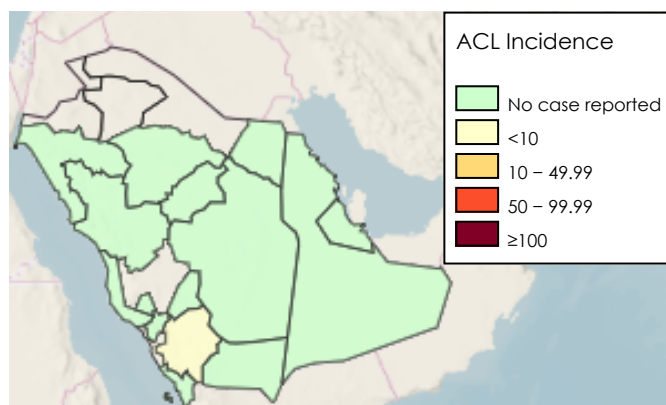 ACL Incidence
No case reported
<10
10 – 49.99
50 – 99.99
≥100